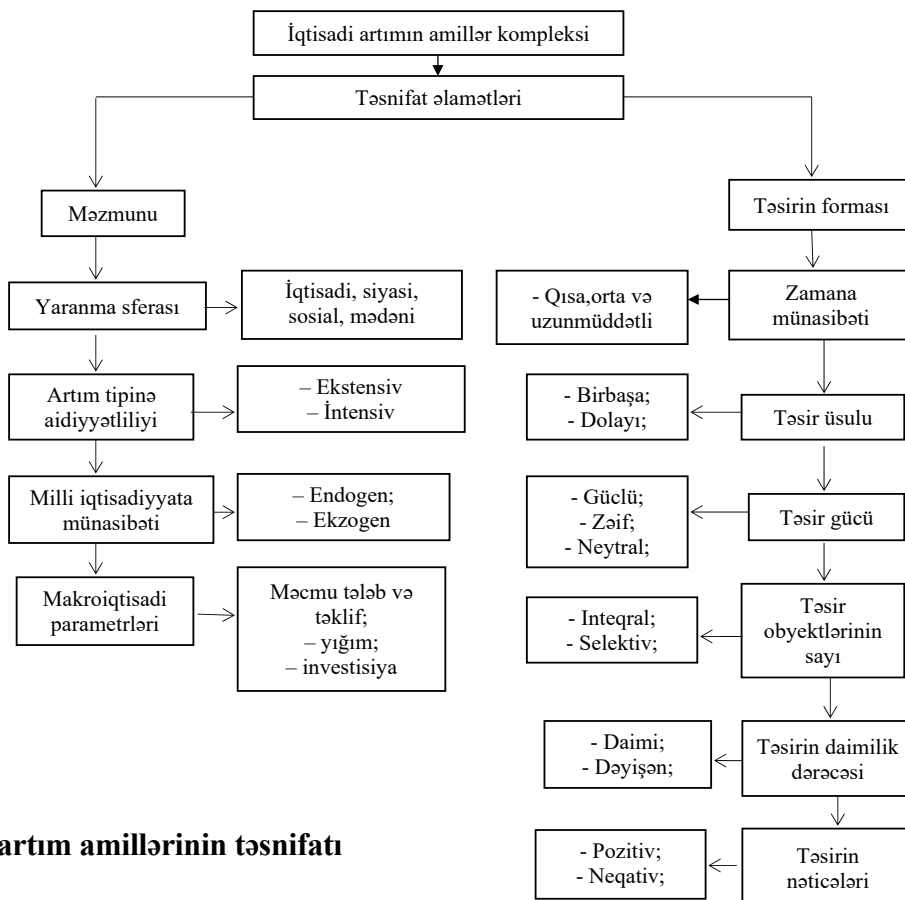 İqtisadi artımın amillər kompleksi
Təsnifat əlamətləri
Məzmunu
Yaranma sferası
İqtisadi, siyasi,
sosial, mədəni
Artım tipinə
aidiyyətliliyi
– Ekstensiv
– İntensiv
Milli iqtisadiyyata
münasibəti
– Endogen;
– Ekzogen
Makroiqtisadi
parametrləri
Məcmu tələb və
təklif;
– yığım;
– investisiya
Təsirin forması
Zamana
münasibəti
- Qısa,orta və
uzunmüddətli
Təsir üsulu
- Birbaşa;
- Dolayı;
Təsir gücü
- Güclü;
- Zəif;
- Neytral;
Təsir
obyektlərinin
sayı
- Inteqral;
- Selektiv;
Təsirin daimilik
dərəcəsi
- Daimi;
- Dəyişən;
Təsirin
nəticələri
- Pozitiv;
- Neqativ;
artım amillərinin təsnifatı